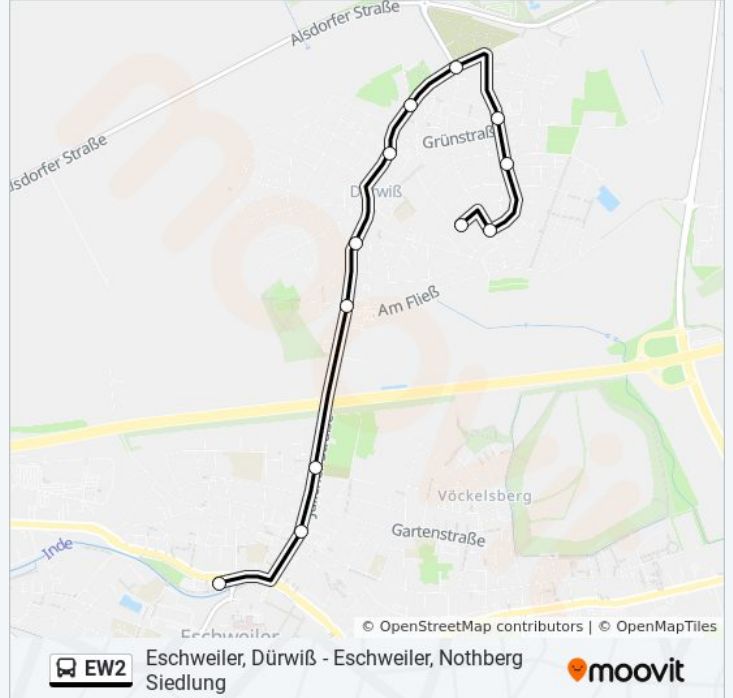 Alsdorfer Straße
lsdorfer Straße
Grünstraß
Dürwiß
Am Fließ
Vöckelsberg
Gartenstraße
Inde
Eschweiler
© OpenStreetMap contributors | © OpenMapTiles
EW2
Eschweiler, Dürwiß - Eschweiler, Nothberg
Siedlung
moovit